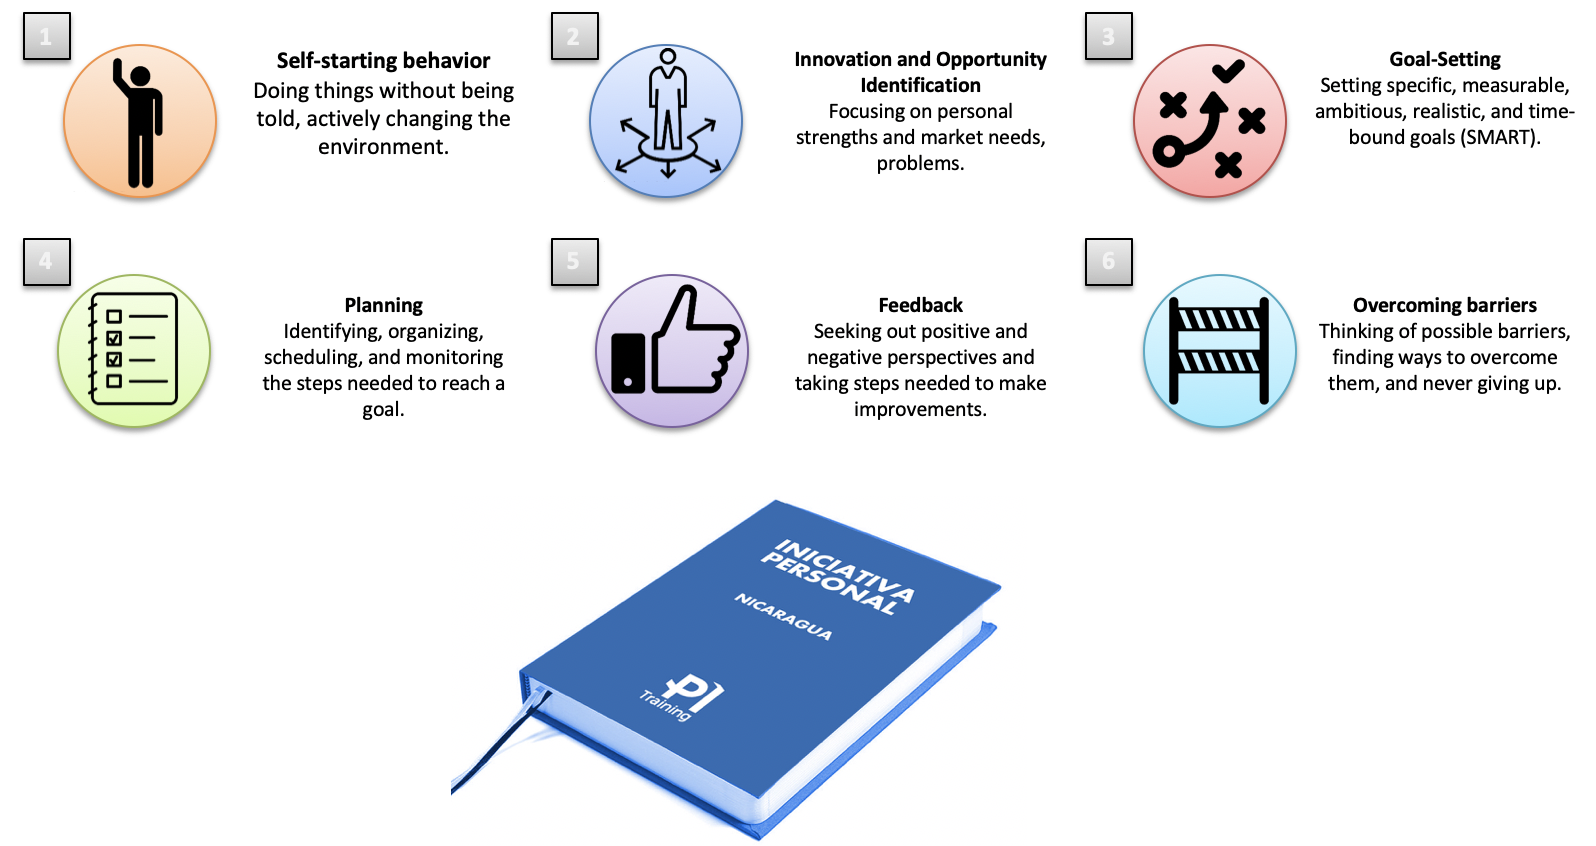 1
Self-starting behavior
Doing things without being
told, actively changing the
environment.
2
Innovation and Opportunity
Identification
Focusing on personal
strengths and market needs,
problems.
3
Goal-Setting
Setting specific, measurable,
ambitious, realistic, and time-
bound goals (SMART).
4
Planning
Identifying, organizing,
scheduling, and monitoring
the steps needed to reach a
goal.
5
Feedback
Seeking out positive and
negative perspectives and
taking steps needed to make
improvements.
6
Overcoming barriers
Thinking of possible barriers,
finding ways to overcome
them, and never giving up.
INICIATIVA
PERSONAL
NICARAGUA
PI
Training